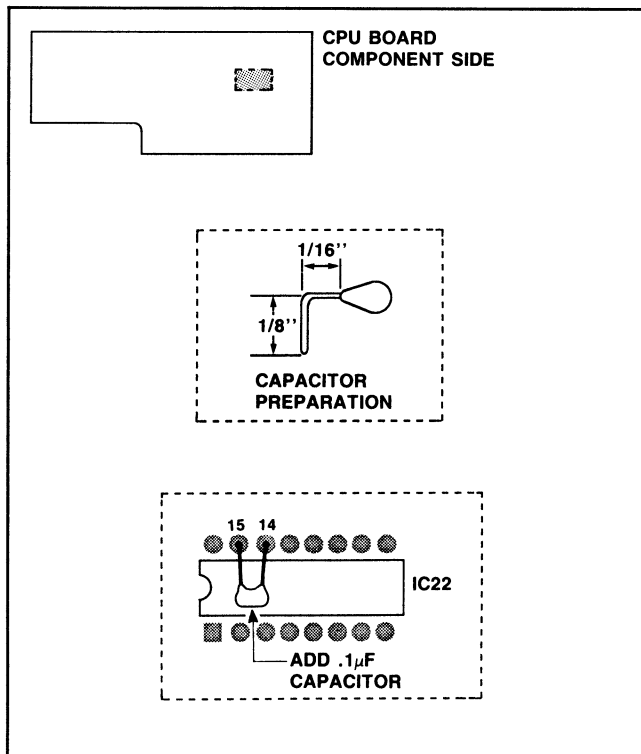 CPU BOARD
COMPONENT SIDE
1/16''
1/8''
CAPACITOR
PREPARATION
15 14
IC22
ADD .1µF
CAPACITOR